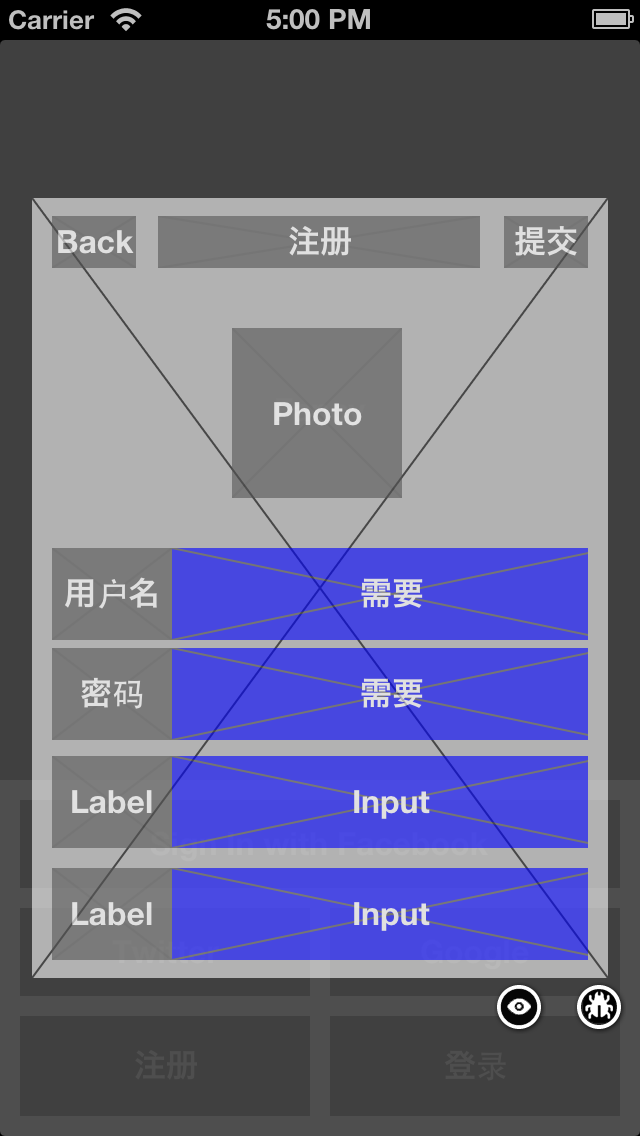 Carrier 5:00 PM
Back 注册 提交
Photo
用户名 需要
密码 需要
Label Input
Sign in with Facebook
Label Input
Twitter Google
注册 登录